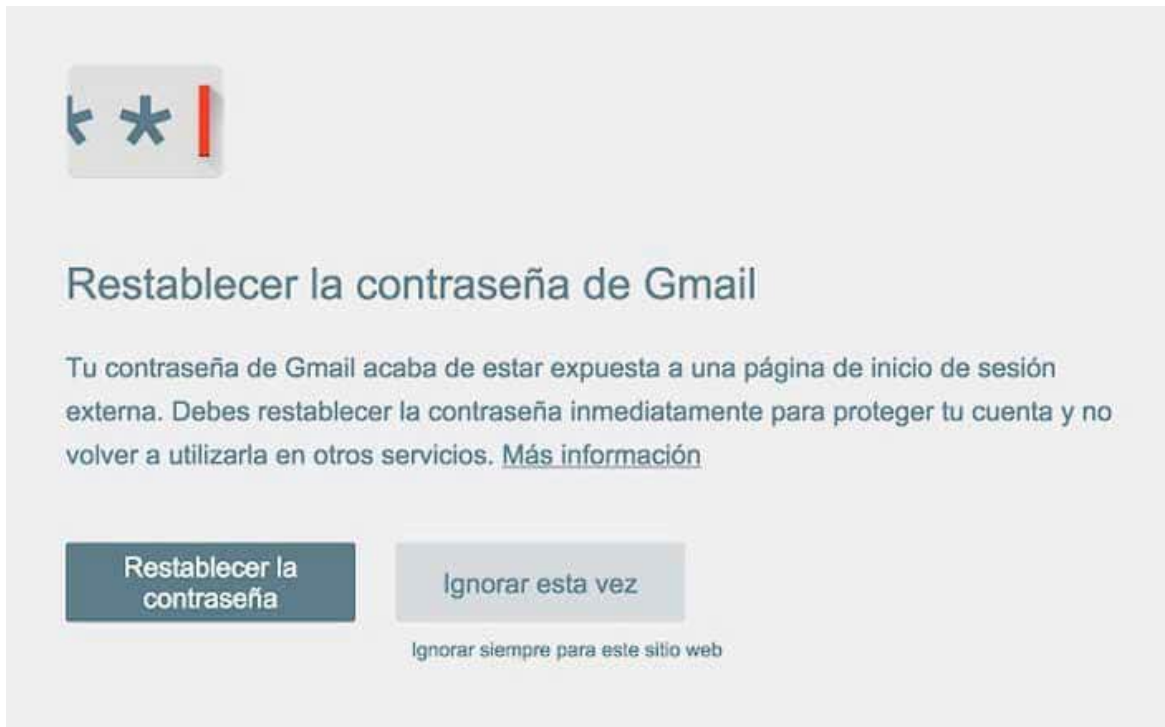 Restablecer la contraseña de Gmail
Tu contraseña de Gmail acaba de estar expuesta a una página de inicio de sesión
externa. Debes restablecer la contraseña inmediatamente para proteger tu cuenta y no
volver a utilizarla en otros servicios. Más información
Restablecer la
contraseña
Ignorar esta vez
Ignorar siempre para este sitio web